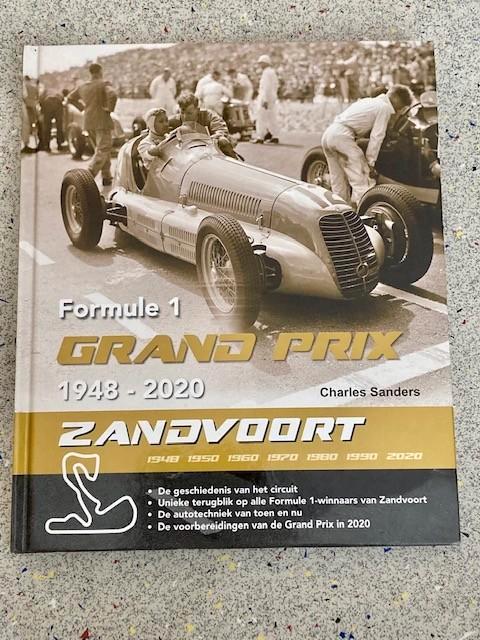 Formule 1
GRAND PRIX
1948 - 2020
Charles Sanders
ZANDVOORT
1948 1950 1960 1970 1980 1990 2020
• De geschiedenis van het circuit
• Unieke terugblik op alle Formule 1-winnaars van Zandvoort
• De autotechniek van toen en nu
• De voorbereidingen van de Grand Prix in 2020